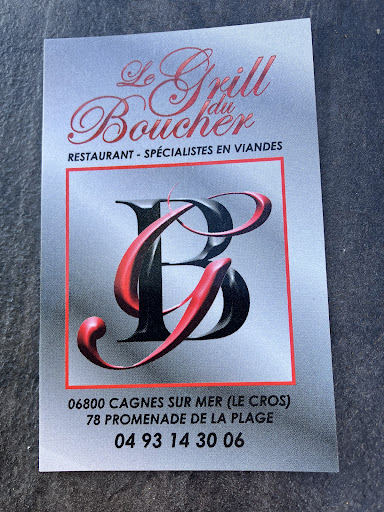 Le Grill
du
Boucher
RESTAURANT - SPÉCIALISTES EN VIANDES
GB
06800 CAGNES SUR MER (LE CROS)
78 PROMENADE DE LA PLAGE
04 93 14 30 06